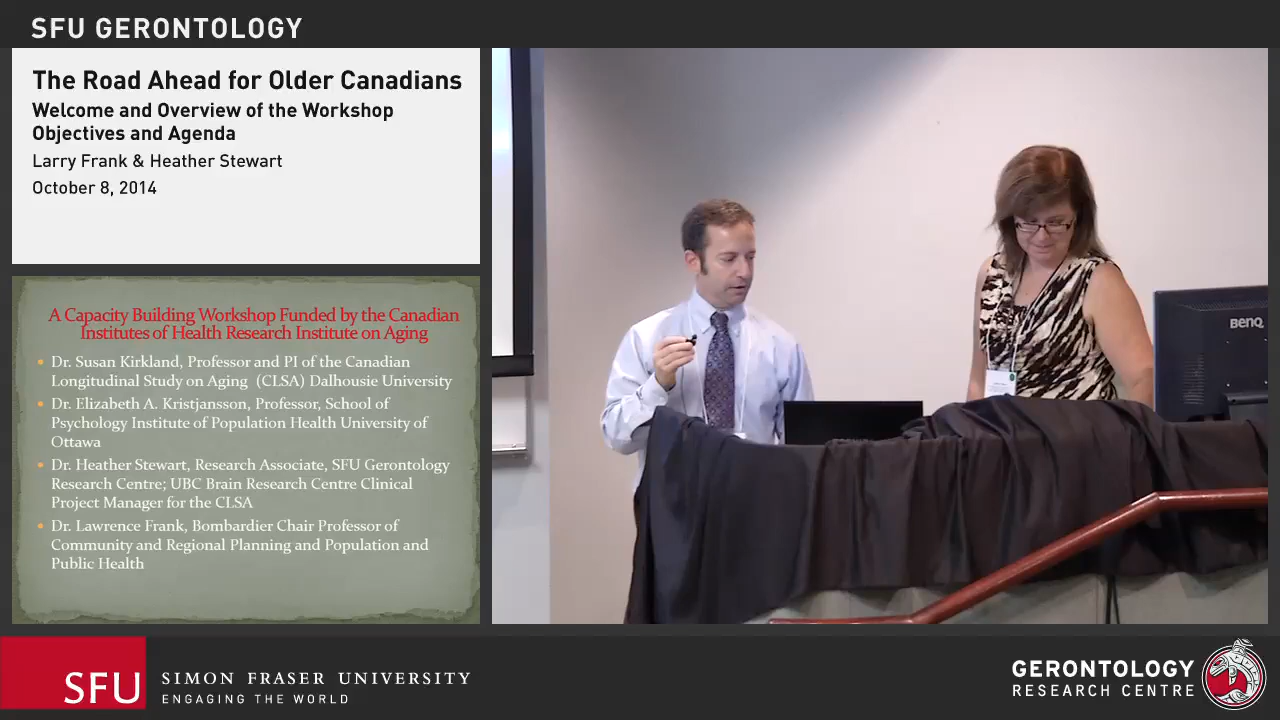 SFU GERONTOLOGY
The Road Ahead for Older Canadians
Welcome and Overview of the Workshop
Objectives and Agenda
Larry Frank & Heather Stewart
October 8, 2014
A Capacity Building Workshop Funded by the Canadian
Institutes of Health Research Institute on Aging
• Dr. Susan Kirkland, Professor and PI of the Canadian
Longitudinal Study on Aging (CLSA) Dalhousie University
• Dr. Elizabeth A. Kristjansson, Professor, School of
Psychology Institute of Population Health University of
Ottawa
• Dr. Heather Stewart, Research Associate, SFU Gerontology
Research Centre; UBC Brain Research Centre Clinical
Project Manager for the CLSA
• Dr. Lawrence Frank, Bombardier Chair Professor of
Community and Regional Planning and Population and
Public Health
BenQ
SFU
SIMON FRASER UNIVERSITY
ENGAGING THE WORLD
GERONTOLOGY
RESEARCH CENTRE